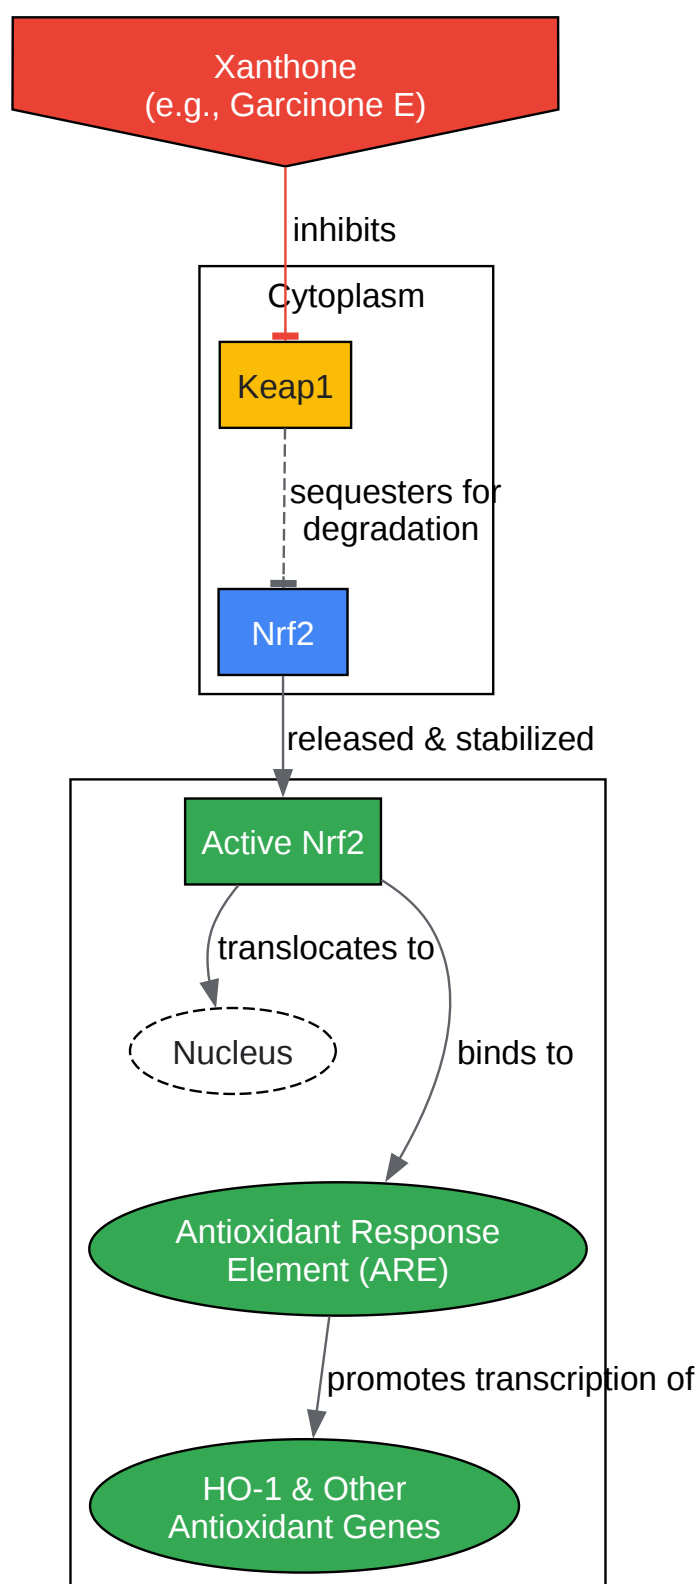 Xanthone
(e.g., Garcinone E)
inhibits
Cytoplasm
Keap1
sequesters for
degradation
Nrf2
released & stabilized
Active Nrf2
translocates to
Nucleus
binds to
Antioxidant Response
Element (ARE)
promotes transcription of
HO-1 & Other
Antioxidant Genes